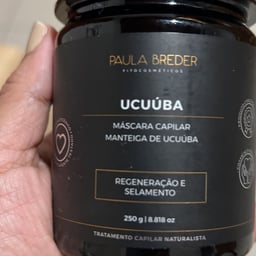 PAULA BREDER
FITOCOSMÉTICOS
UCUÚBA
MÁSCARA CAPILAR
MANTEIGA DE UCUÚBA
REGENERAÇÃO E
SELAMENTO
250 g | 8.818 oz
TRATAMENTO CAPILAR NATURALISTA